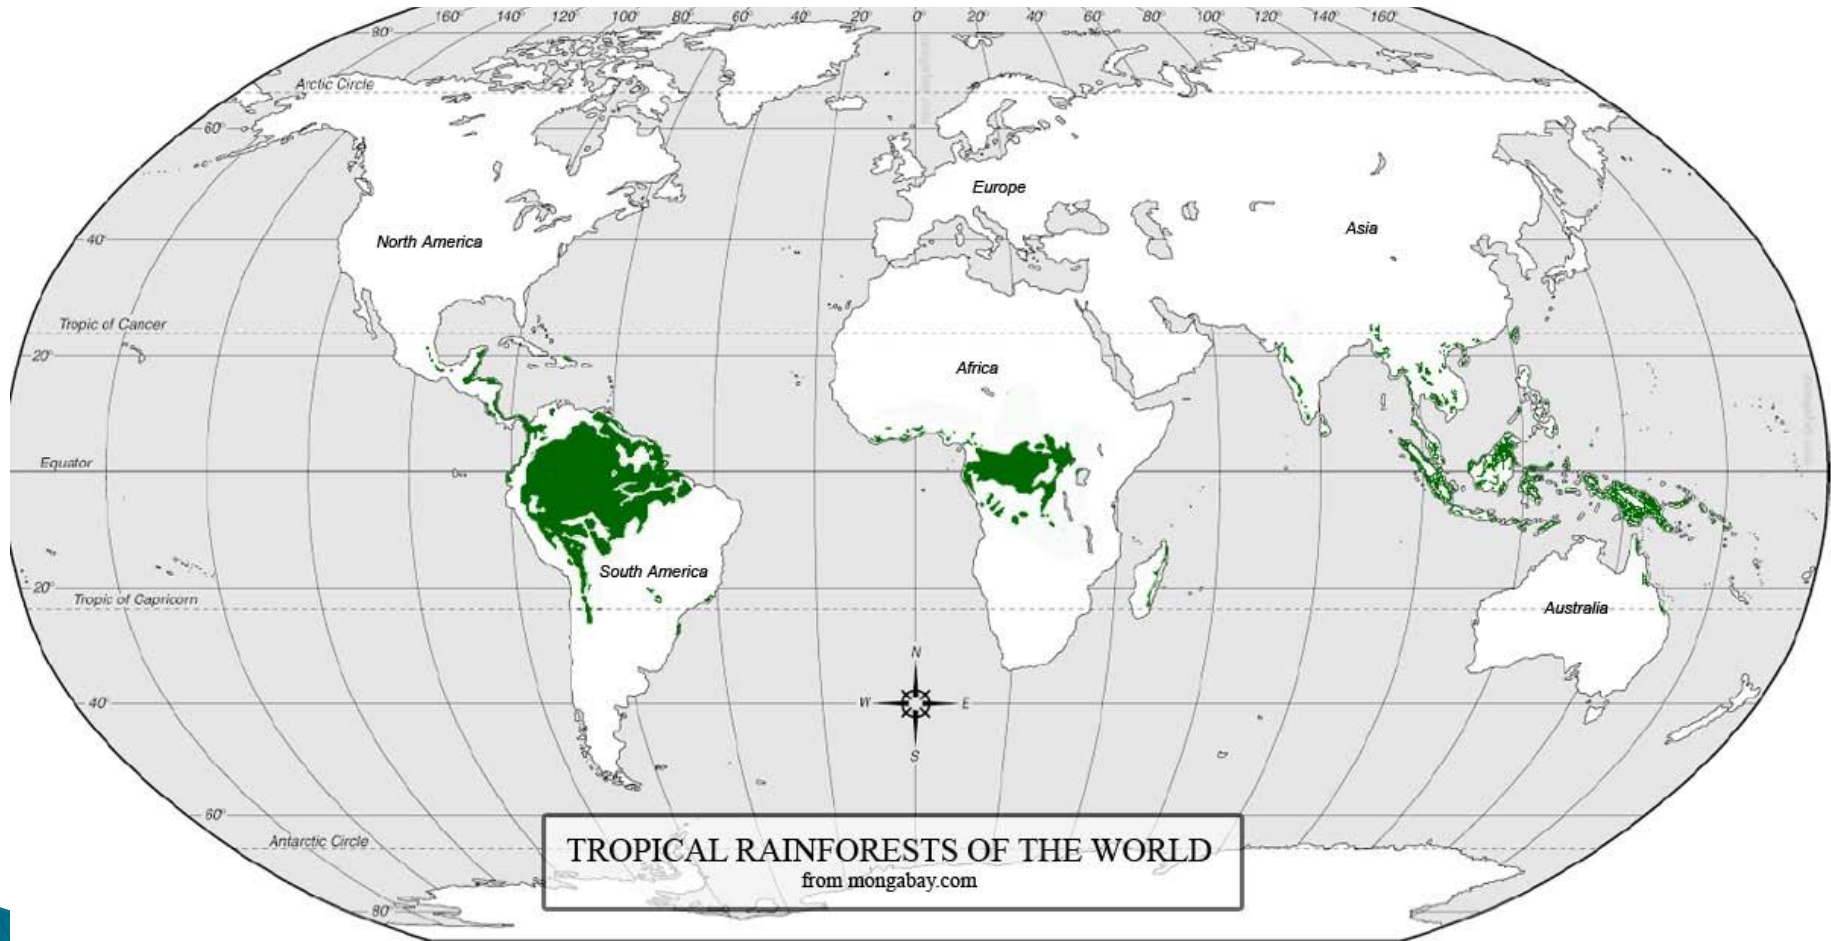 160° 140° 120° 100° 80° 60° 40° 20° 0° 20° 40° 60° 80° 100° 120° 140° 160°
80°
Arctic Circle
60°
Europe
Asia
North America
40°
Tropic of Cancer
20°
Africa
Equator
South America
20°
Tropic of Capricorn
Australia
N
W E
S
40°
60°
Antarctic Circle
TROPICAL RAINFORESTS OF THE WORLD
from mongabay.com
80°